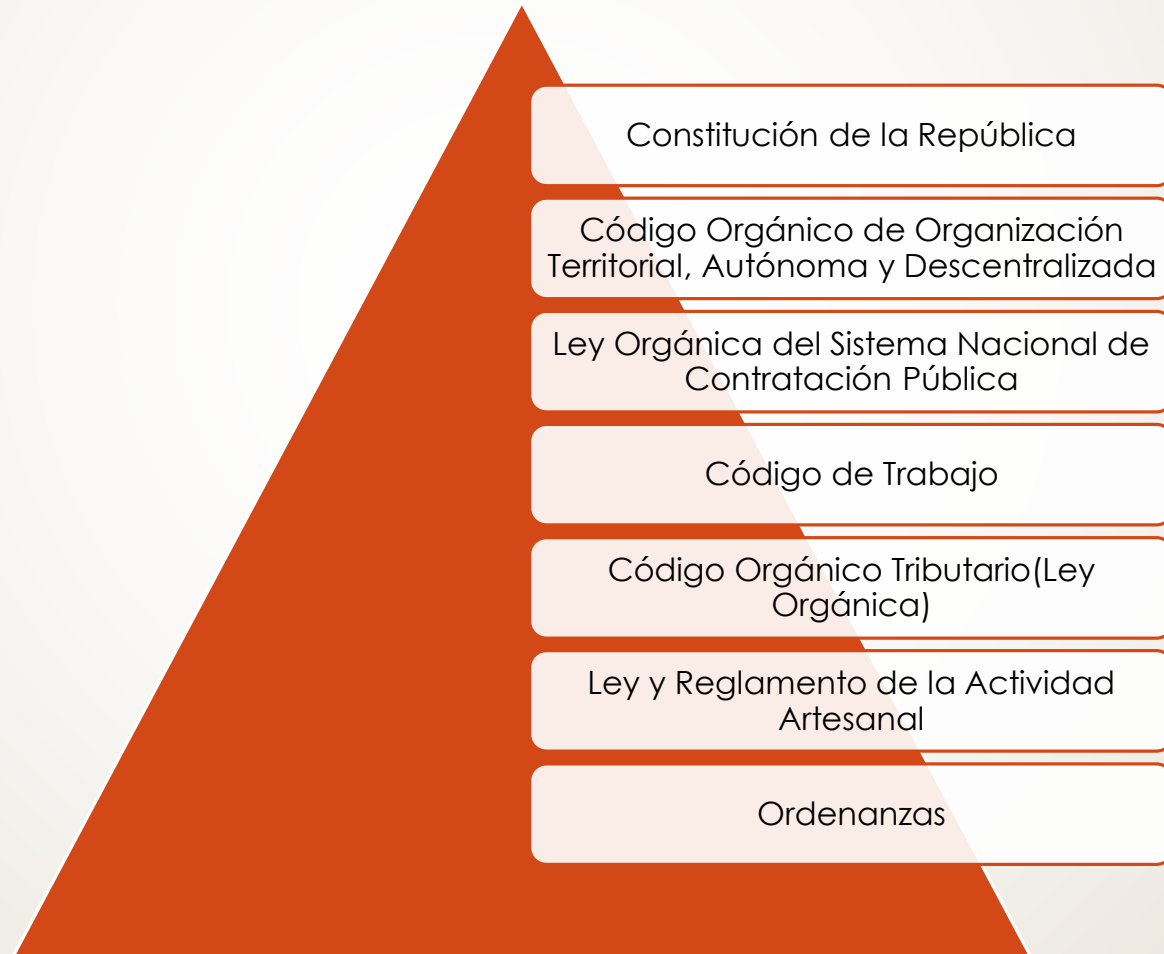 Constitución de la República
Código Orgánico de Organización
Territorial, Autónoma y Descentralizada
Ley Orgánica del Sistema Nacional de
Contratación Pública
Código de Trabajo
Código Orgánico Tributario(Ley
Orgánica)
Ley y Reglamento de la Actividad
Artesanal
Ordenanzas